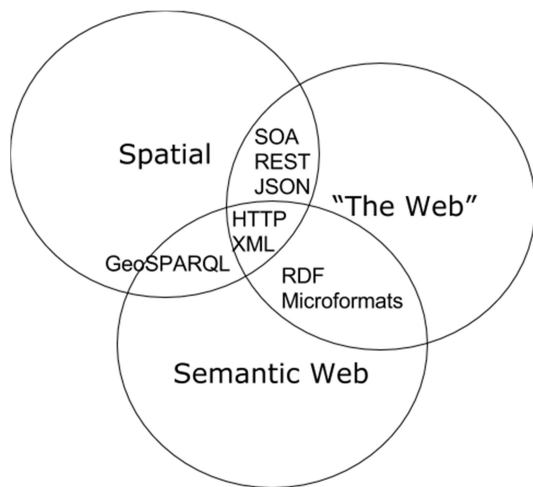 Spatial
SOA
REST
JSON
“The Web”
HTTP
XML
GeoSPARQL
RDF
Microformats
Semantic Web